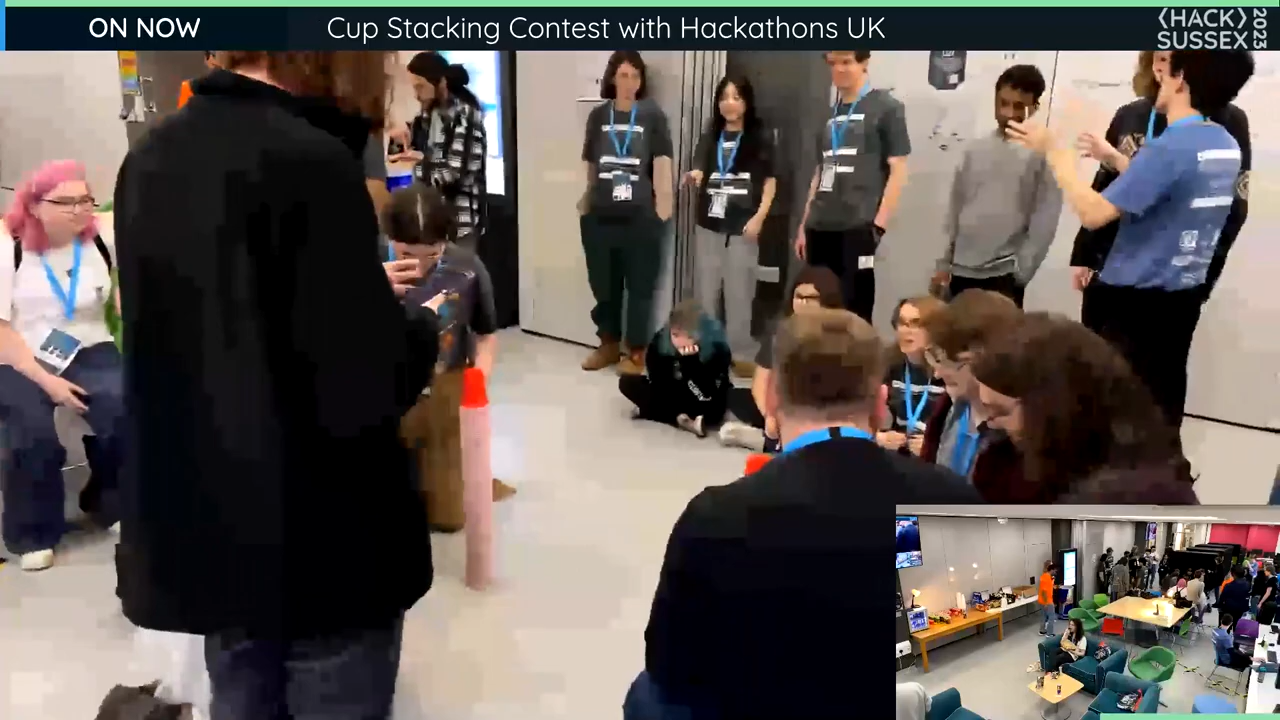 ON NOW
Cup Stacking Contest with Hackathons UK
⟨HACK⟩
SUSSEX
2023